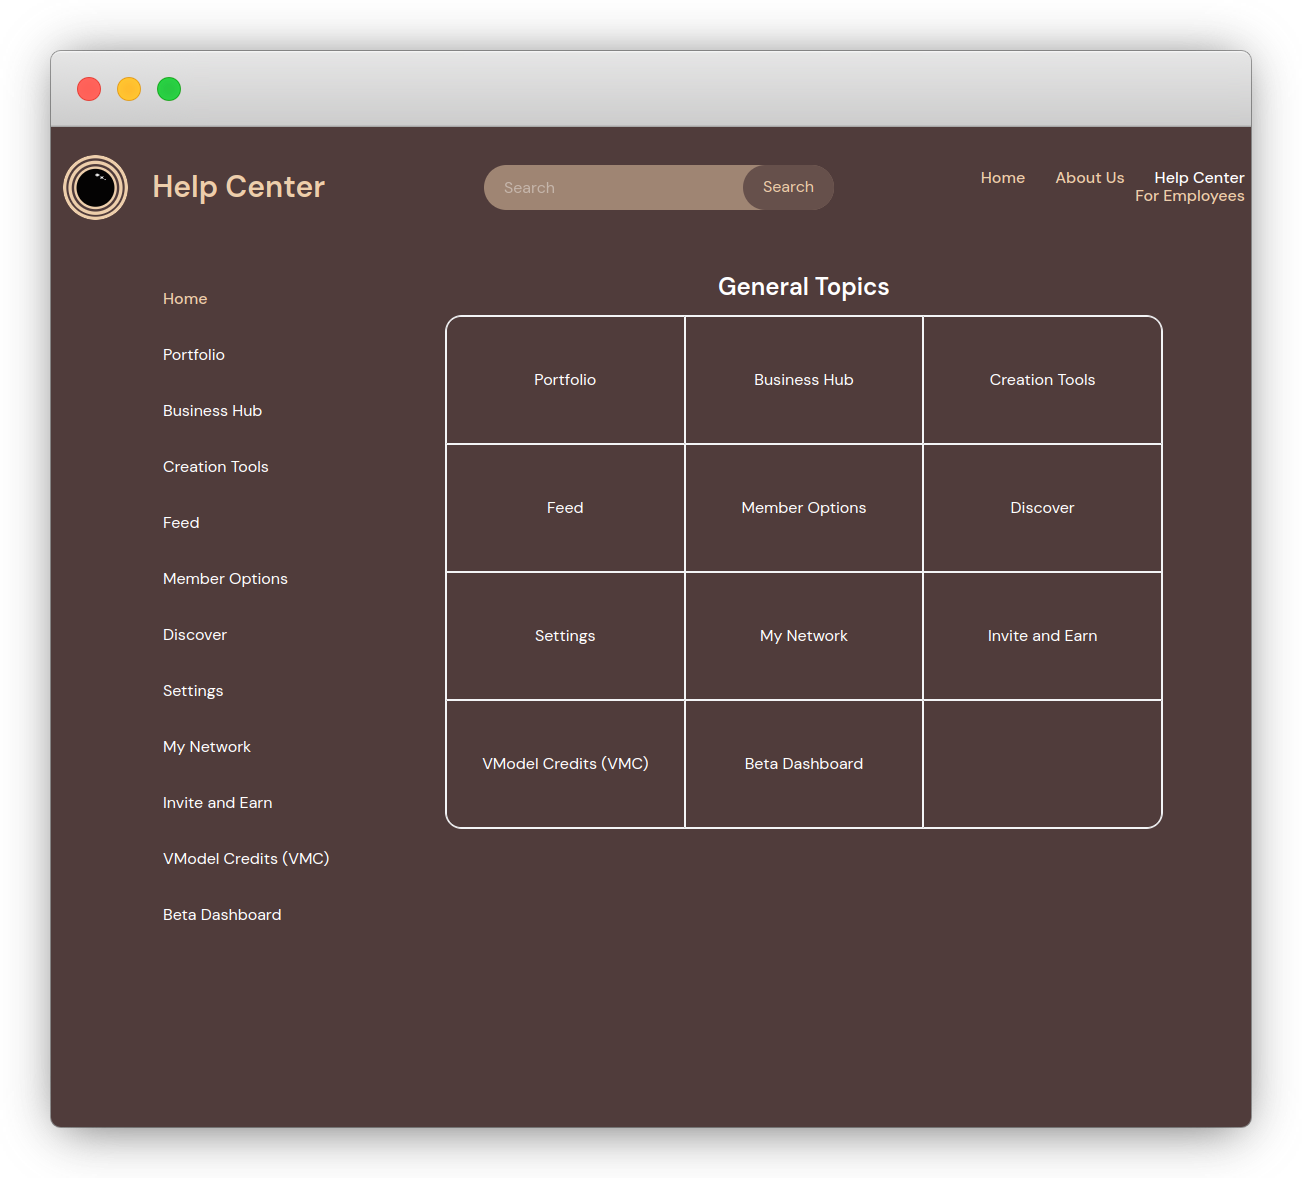 Help Center
Search
Search
Home
About Us
Help Center
For Employees
Home
Portfolio
Business Hub
Creation Tools
Feed
Member Options
Discover
Settings
My Network
Invite and Earn
VModel Credits (VMC)
Beta Dashboard
General Topics
Portfolio
Business Hub
Creation Tools
Feed
Member Options
Discover
Settings
My Network
Invite and Earn
VModel Credits (VMC)
Beta Dashboard